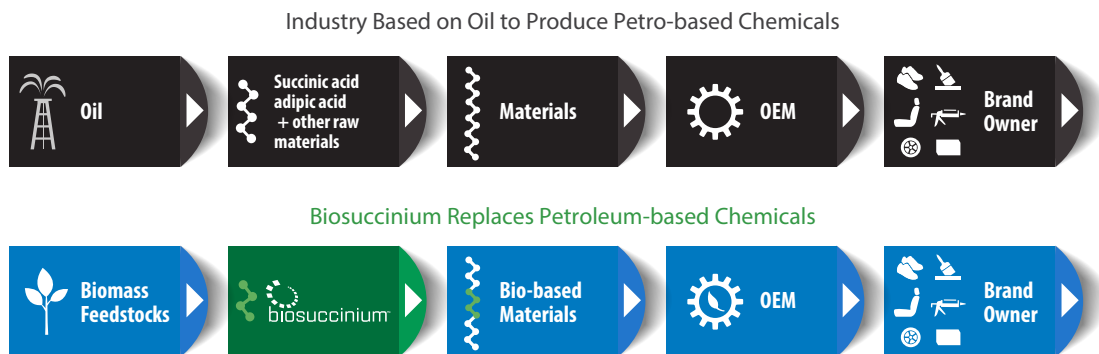 Industry Based on Oil to Produce Petro-based Chemicals
Oil
Succinic acid
adipic acid
+ other raw
materials
Materials
OEM
Brand
Owner
Biosuccinium Replaces Petroleum-based Chemicals
Biomass
Feedstocks
biosuccinium™
Bio-based
Materials
OEM
Brand
Owner